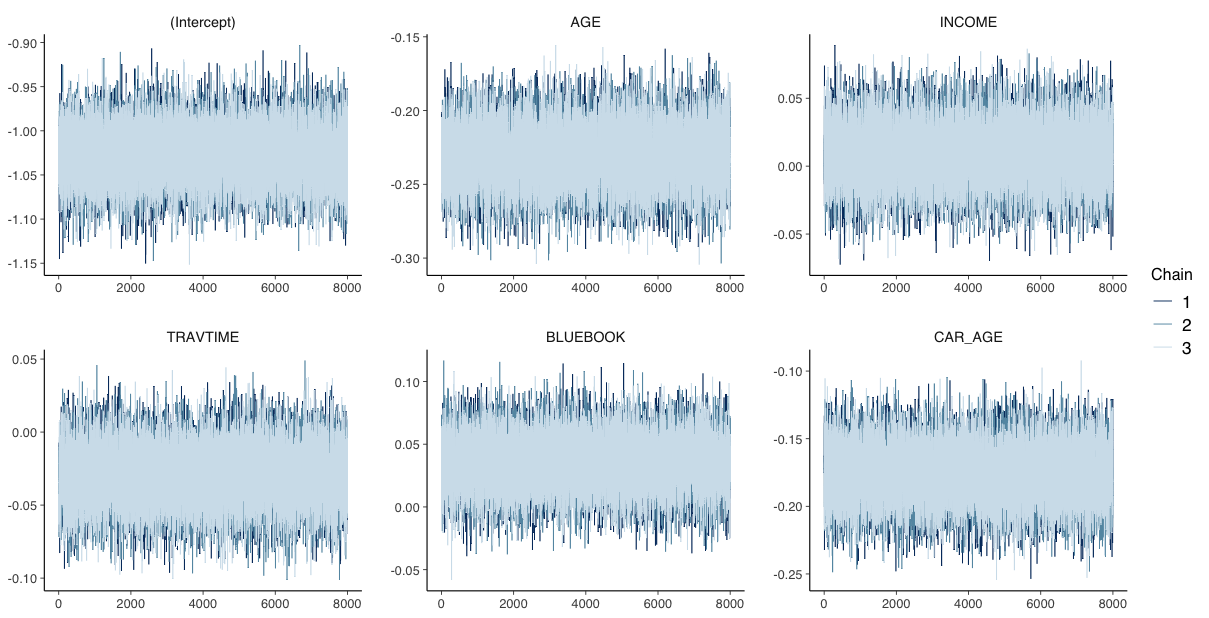 (Intercept)
-0.90
-0.95
-1.00
-1.05
-1.10
-1.15
0 2000 4000 6000 8000
AGE
-0.15
-0.20
-0.25
-0.30
0 2000 4000 6000 8000
INCOME
0.05
0.00
-0.05
0 2000 4000 6000 8000
TRAVTIME
0.05
0.00
-0.05
-0.10
0 2000 4000 6000 8000
BLUEBOOK
0.10
0.05
0.00
-0.05
0 2000 4000 6000 8000
CAR_AGE
-0.10
-0.15
-0.20
-0.25
0 2000 4000 6000 8000
Chain
1
2
3